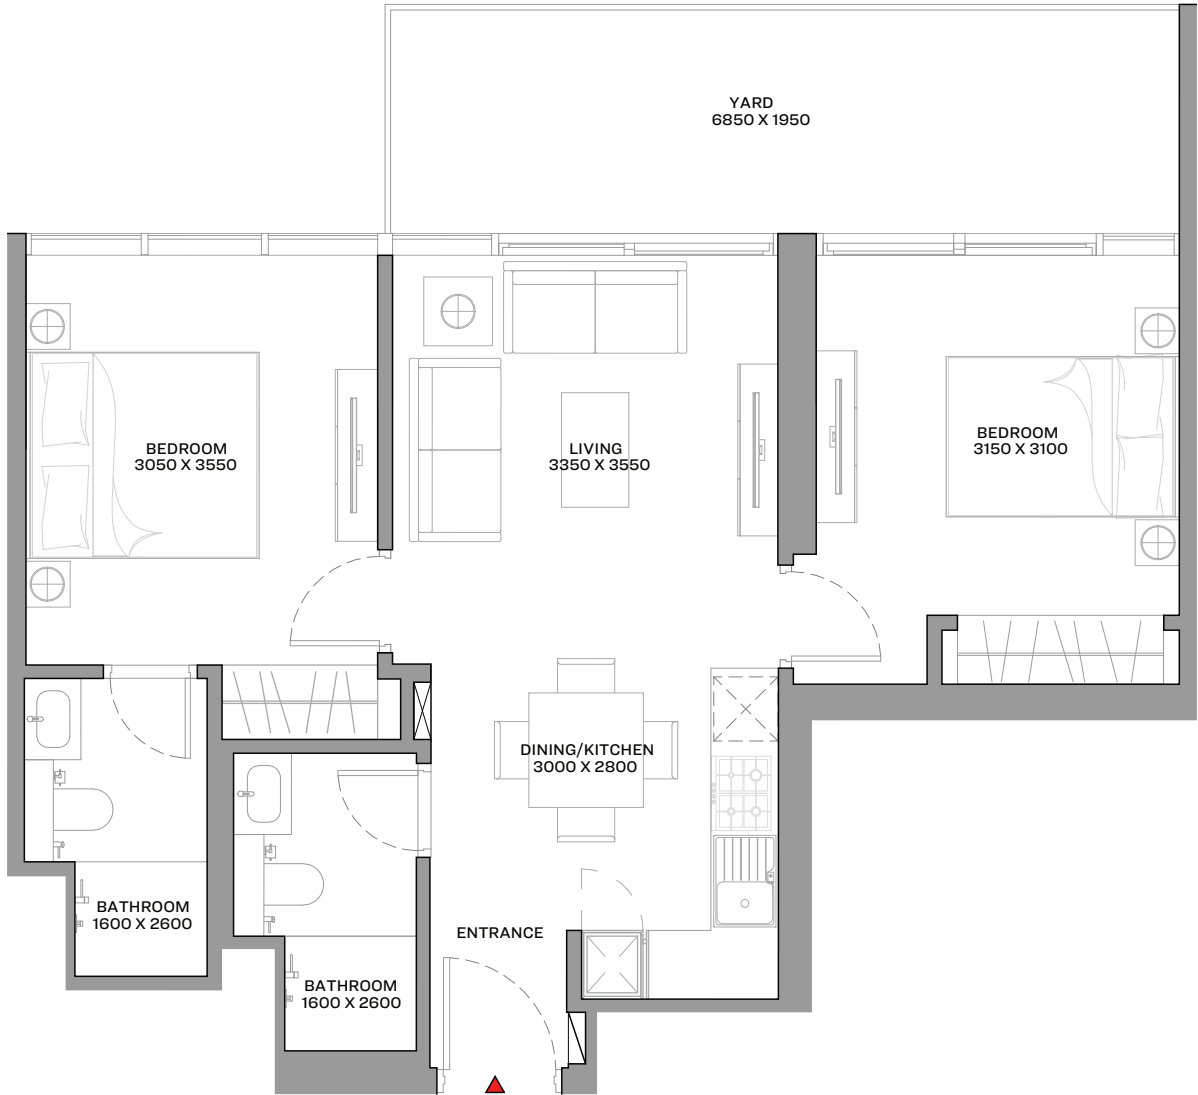 YARD
6850 X 1950
BEDROOM
3050 X 3550
LIVING
3350 X 3550
BEDROOM
3150 X 3100
DINING/KITCHEN
3000 X 2800
BATHROOM
1600 X 2600
ENTRANCE
BATHROOM
1600 X 2600